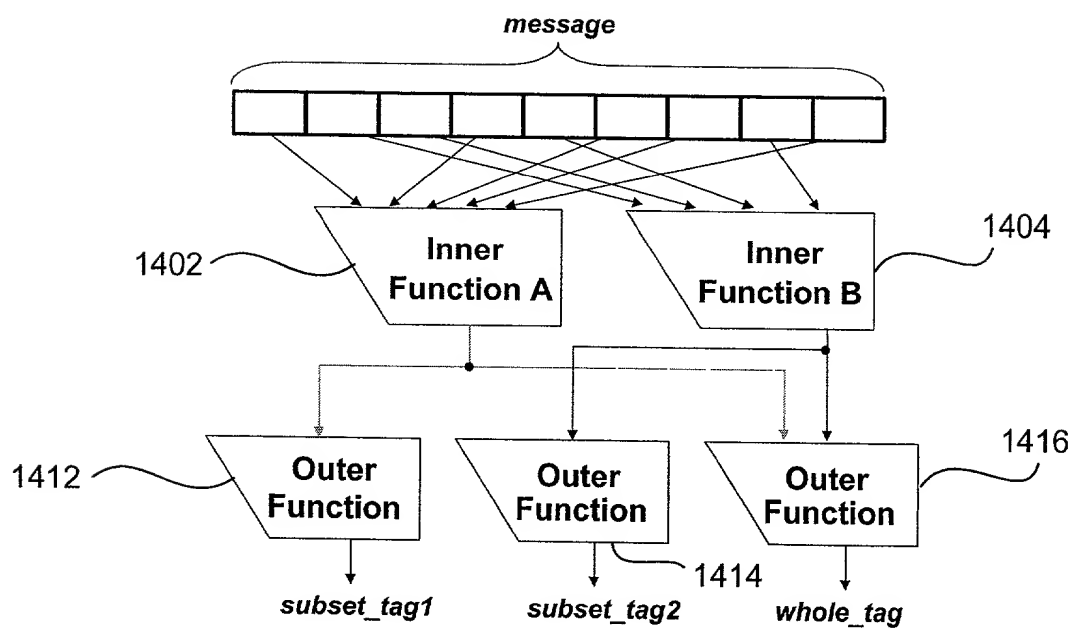 message
1402
Inner
Function A
Inner
Function B
1404
1412
Outer
Function
Outer
Function
1414
Outer
Function
1416
subset_tag1
subset_tag2
whole_tag